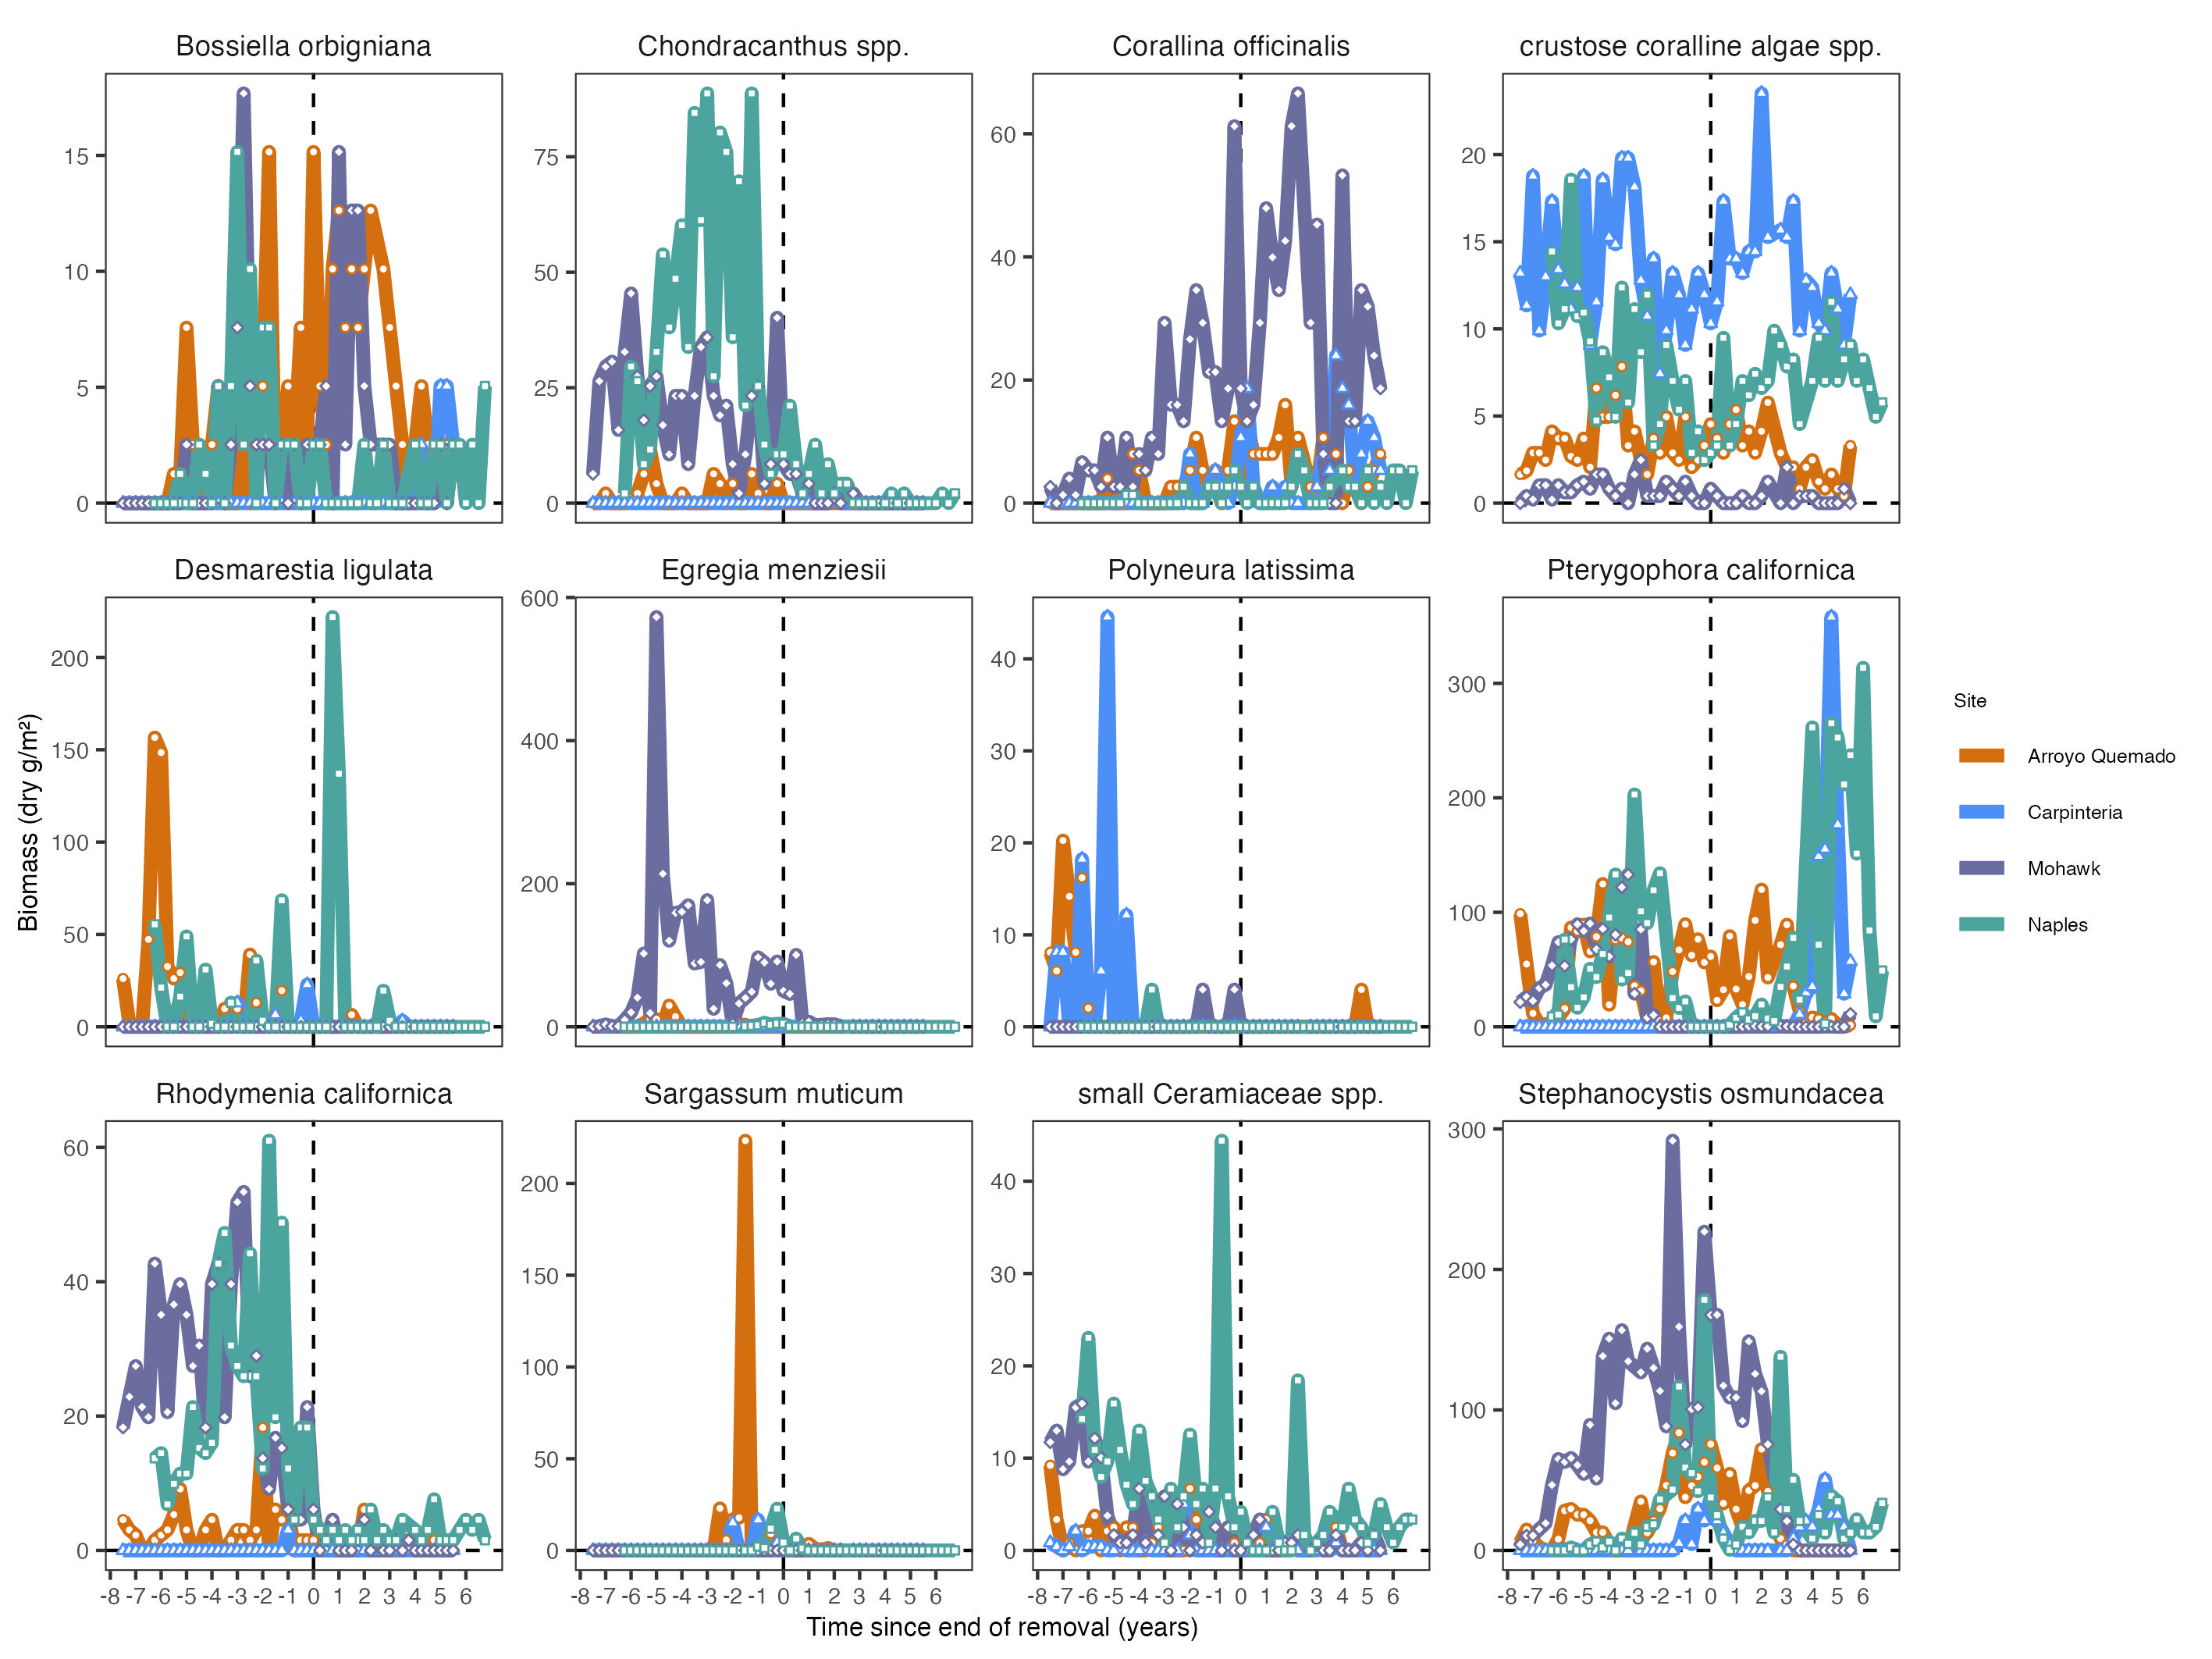 Bossiella orbigniana
Chondracanthus spp.
Corallina officinalis
crustose coralline algae spp.
15
10
5
0
75
50
25
0
60
40
20
0
20
15
10
5
0
Desmarestia ligulata
Egregia menziesii
Polyneura latissima
Pterygophora californica
200
150
100
50
0
600
400
200
0
40
30
20
10
0
300
200
100
0
Biomass (dry g/m²)
Rhodymenia californica
Sargassum muticum
small Ceramiaceae spp.
Stephanocystis osmundacea
60
40
20
0
200
150
100
50
0
40
30
20
10
0
300
200
100
0
-8 -7 -6 -5 -4 -3 -2 -1 0 1 2 3 4 5 6
-8 -7 -6 -5 -4 -3 -2 -1 0 1 2 3 4 5 6
-8 -7 -6 -5 -4 -3 -2 -1 0 1 2 3 4 5 6
-8 -7 -6 -5 -4 -3 -2 -1 0 1 2 3 4 5 6
Time since end of removal (years)
Site
Arroyo Quemado
Carpinteria
Mohawk
Naples